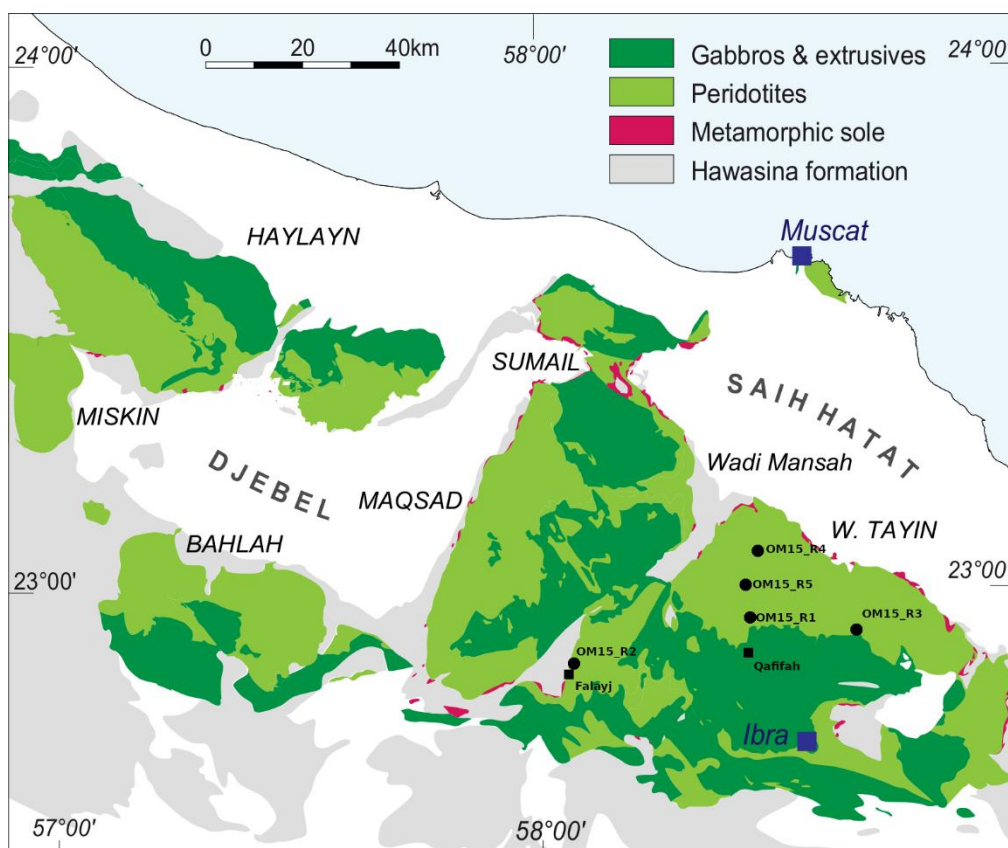 24°00'
0 20 40km
58°00'
24°00'
Gabbros & extrusives
Peridotites
Metamorphic sole
Hawasina formation
Muscat
HAYLAYN
SUMAIL
SAIH HATAT
MISKIN
Wadi Mansah
DJEBEL
MAQSAD
W. TAYIN
BAHLAH
OM15_R4
23°00'
23°00'
OM15_R5
OM15_R1
OM15_R3
OM15_R2
Qafifah
Falayj
Ibra
57°00'
58°00'